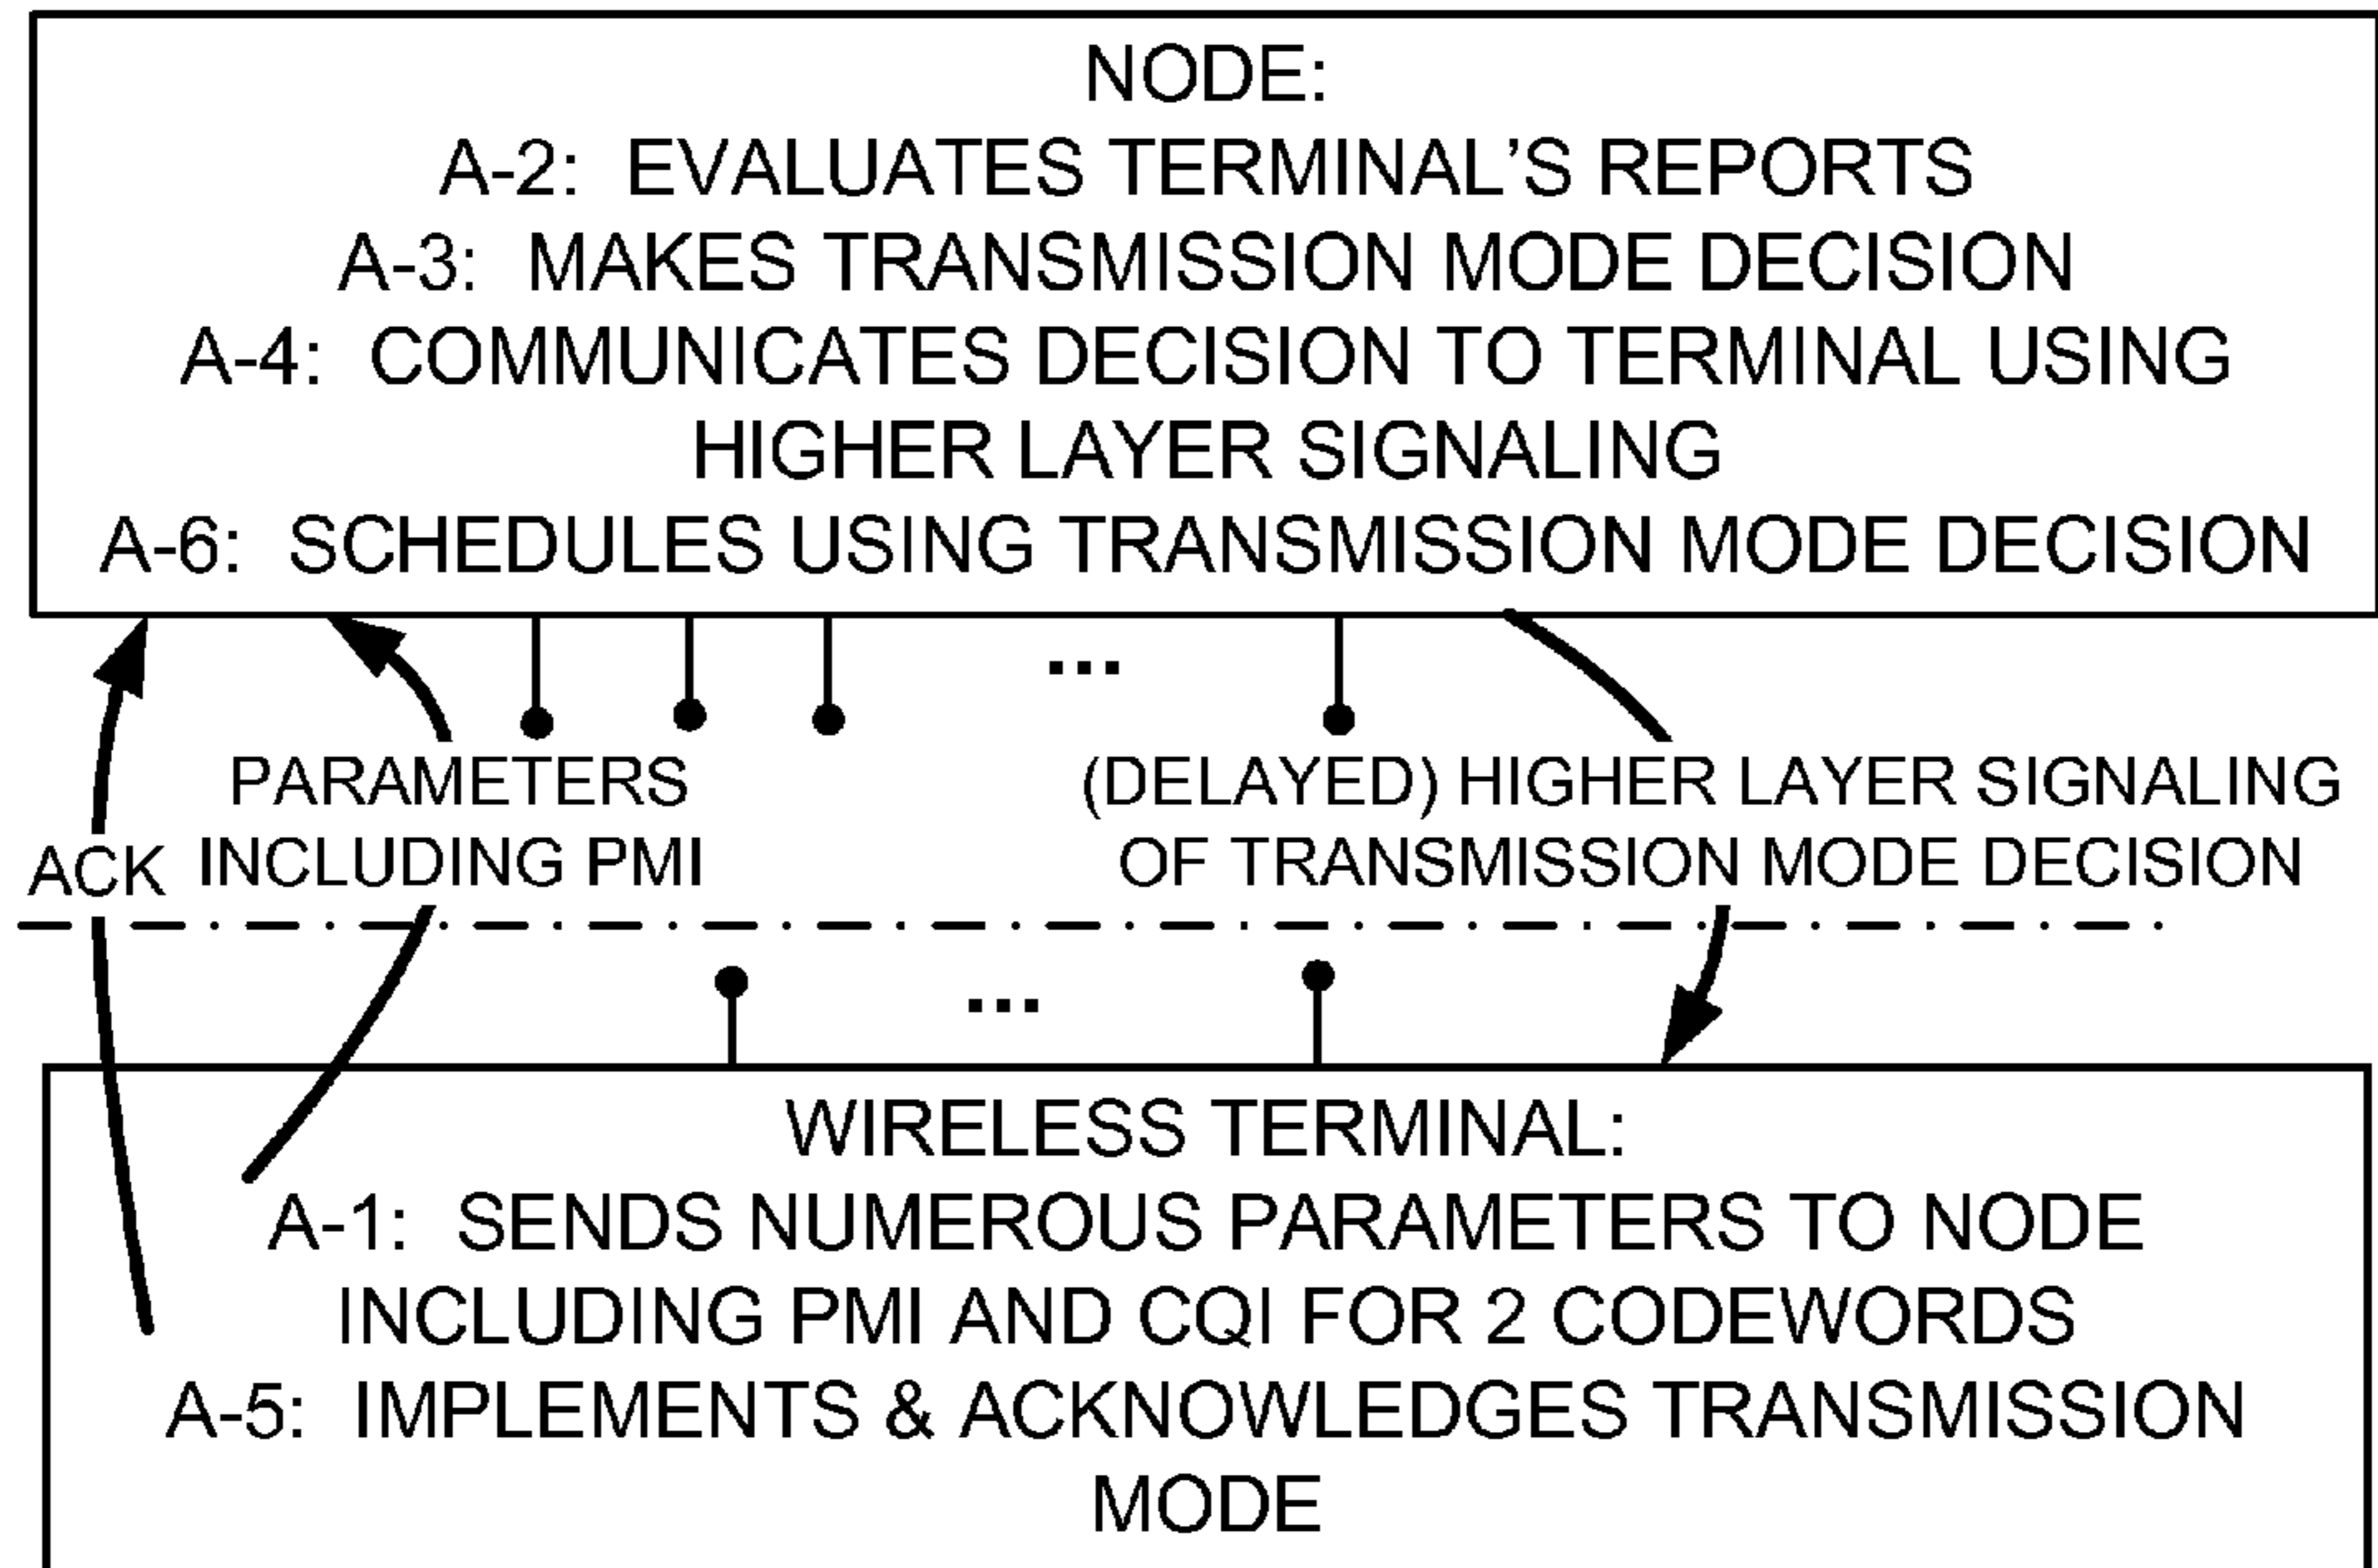 NODE:
A-2: EVALUATES TERMINAL'S REPORTS
A-3: MAKES TRANSMISSION MODE DECISION
A-4: COMMUNICATES DECISION TO TERMINAL USING
HIGHER LAYER SIGNALING
A-6: SCHEDULES USING TRANSMISSION MODE DECISION
...
PARAMETERS
INCLUDING PMI
ACK
(DELAYED) HIGHER LAYER SIGNALING
OF TRANSMISSION MODE DECISION
...
WIRELESS TERMINAL:
A-1: SENDS NUMEROUS PARAMETERS TO NODE
INCLUDING PMI AND CQI FOR 2 CODEWORDS
A-5: IMPLEMENTS & ACKNOWLEDGES TRANSMISSION
MODE